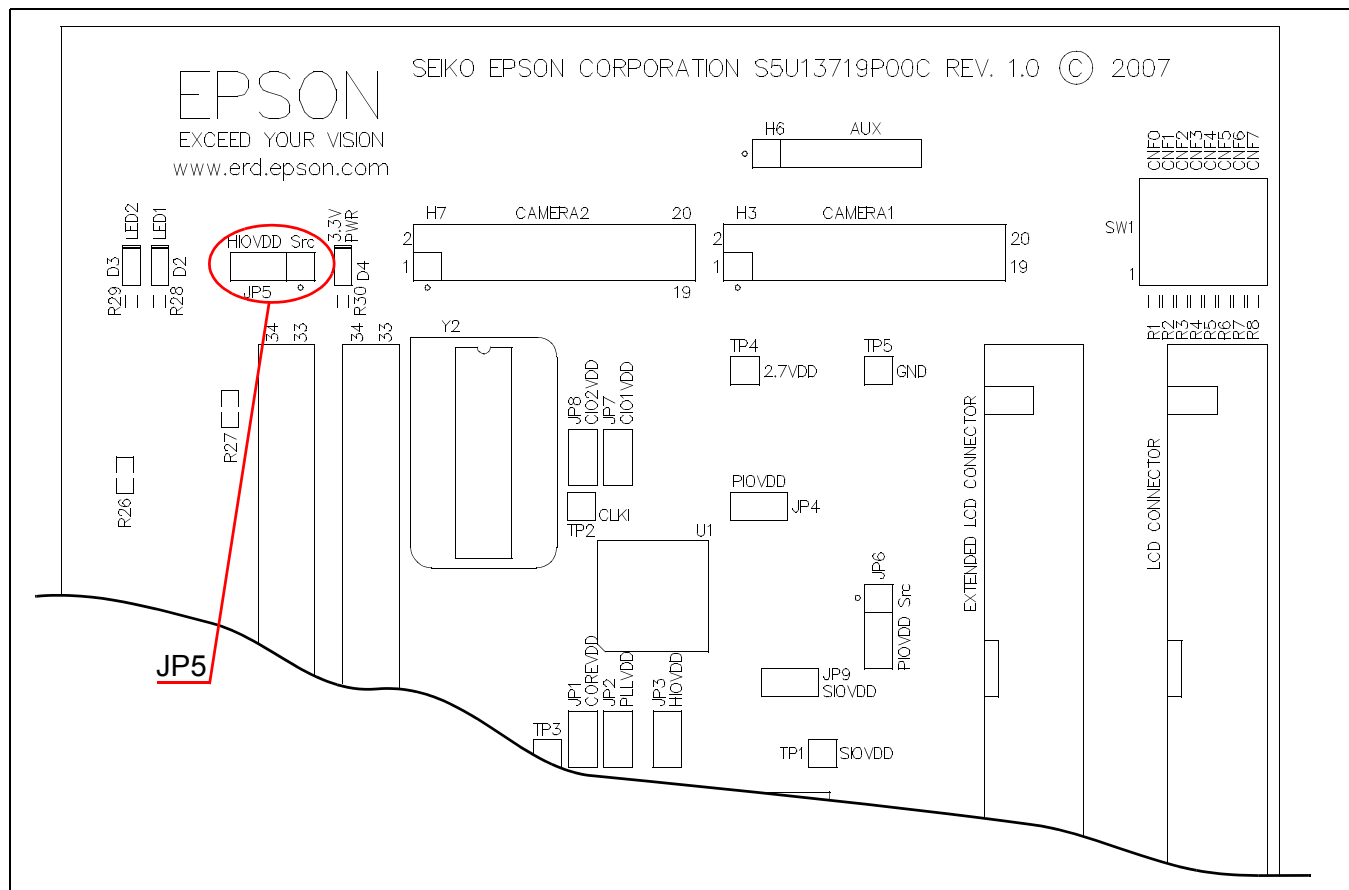 SEIKO EPSON CORPORATION S5U13719P00C REV. 1.0 © 2007
EPSON
EXCEED YOUR VISION
www.erd.epson.com
H6 AUX
CNF0
CNF1
CNF2
CNF3
CNF4
CNF5
CNF6
CNF7
LED2
LED1
HIOVDD Src
3.3V
PWR
H7 CAMERA2 20
H3 CAMERA1
2
2
20
SW1
D3
D2
D4
1
1
19
1
JP5
19
R29
R28
R30
R1
R2
R3
R4
R5
R6
R7
R8
34
33
34
33
Y2
TP4
2.7VDD
TP5
GND
JP8
CIO2VDD
JP7
CIO1VDD
R27
EXTENDED LCD CONNECTOR
LCD CONNECTOR
R26
PIOVDD
JP4
CLKI
TP2
U1
JP6
PIOVDD Src
JP5
JP1
COREVDD
JP2
PLLVDD
JP3
HIOVDD
JP9
SIOVDD
TP3
TP1
SIOVDD